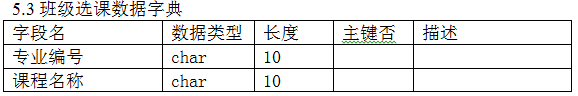 5.3 班级选课数据字典
字段名 数据类型 长度 主键否 描述
专业编号 char 10
课程名称 char 10